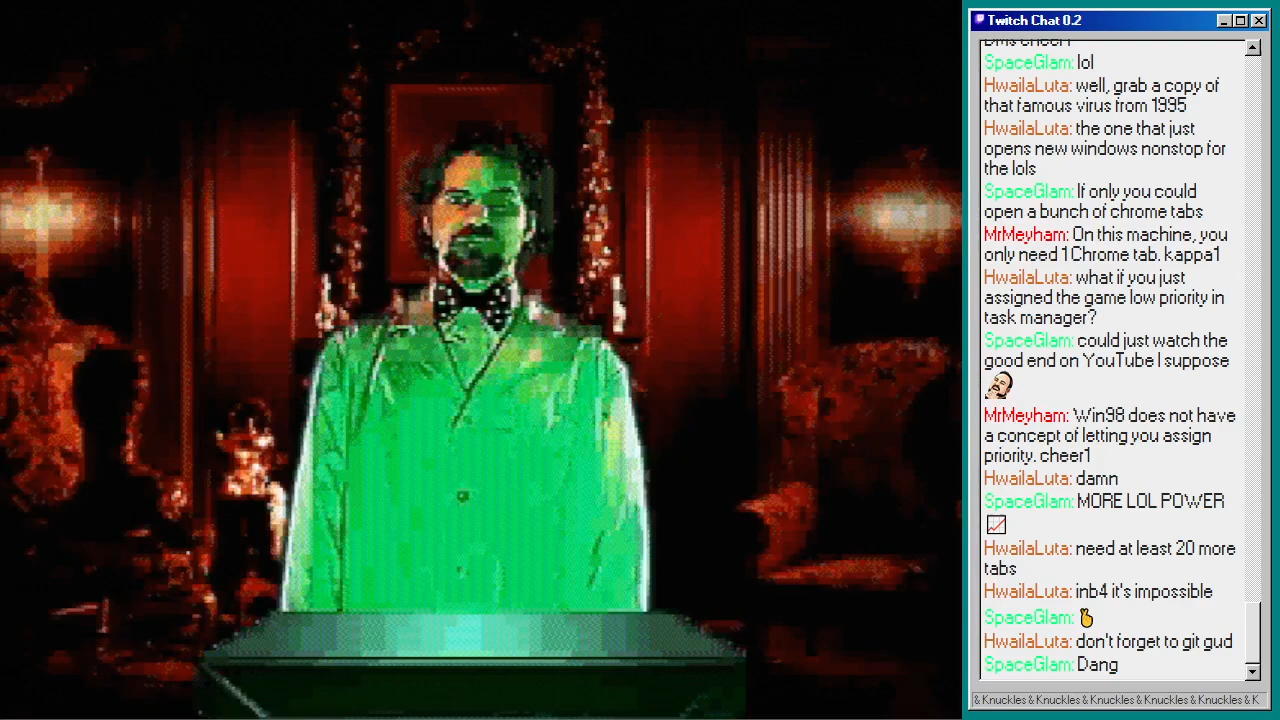 Twitch Chat 0.2
SpaceGlam: lol
HwailaLuta: well, grab a copy of
that famous virus from 1995
HwailaLuta: the one that just
opens new windows nonstop for
the lols
SpaceGlam: If only you could
open a bunch of chrome tabs
MrMeyham: On this machine, you
only need 1 Chrome tab. kappa1
HwailaLuta: what if you just
assigned the game low priority in
task manager?
SpaceGlam: could just watch the
good end on YouTube I suppose
MrMeyham: Win98 does not have
a concept of letting you assign
priority. cheer1
HwailaLuta: damn
SpaceGlam: MORE LOL POWER
HwailaLuta: need at least 20 more
tabs
HwailaLuta: inb4 it's impossible
SpaceGlam:
HwailaLuta: don't forget to git gud
SpaceGlam: Dang
& Knuckles & Knuckles & Knuckles & Knuckles & Knuckles & K